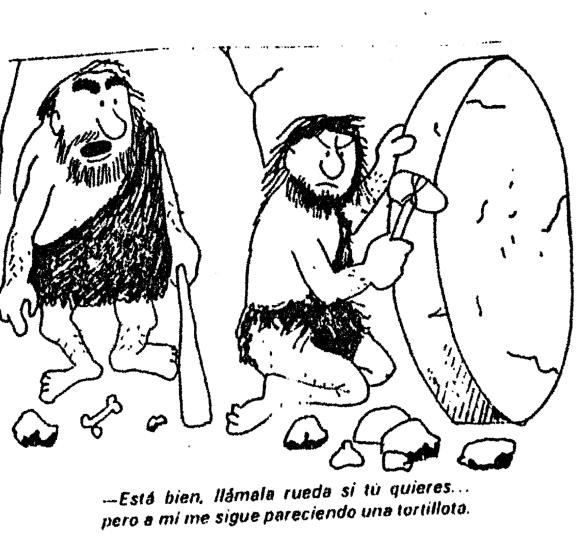 —Está bien, llámala rueda si tú quieres...
pero a mí me sigue pareciendo una tortillota.